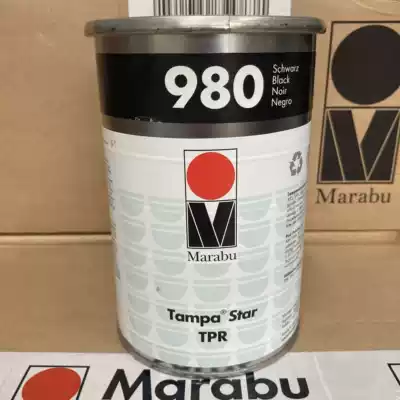 980
Schwarz
Black
Noir
Negro
Marabu
Tampa® Star
TPR
Marabu
Marabu